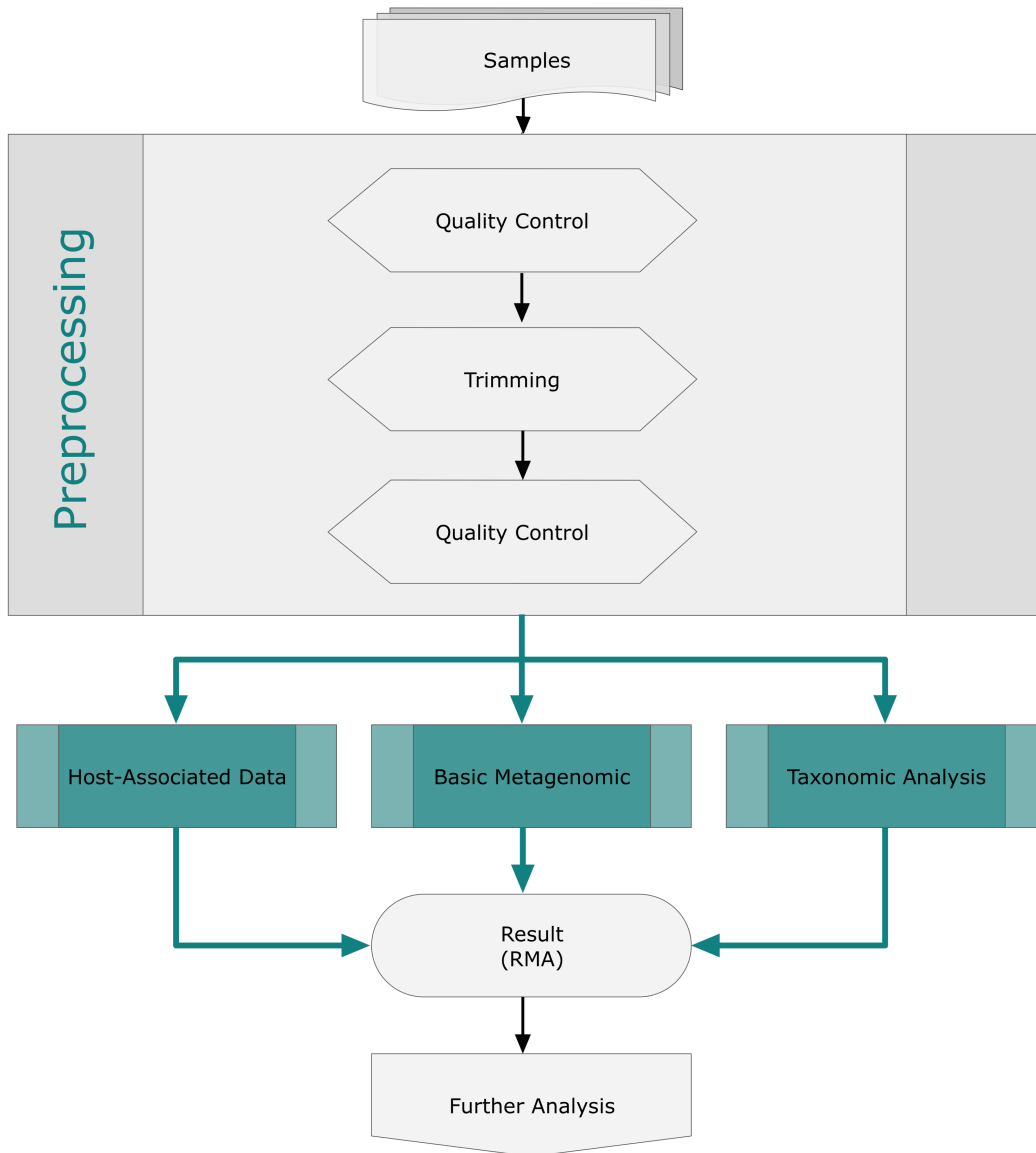 Samples
Preprocessing
Quality Control
Trimming
Quality Control
Host-Associated Data
Basic Metagenomic
Taxonomic Analysis
Result
(RMA)
Further Analysis